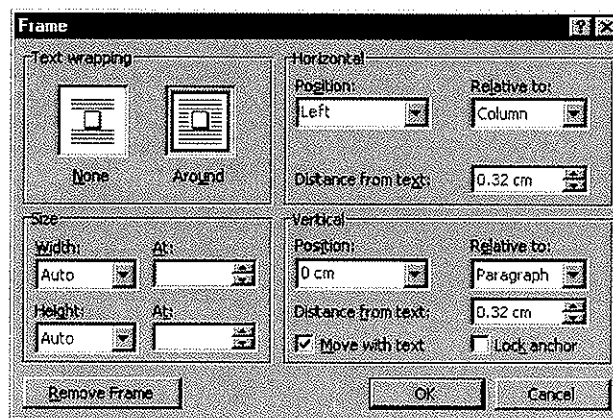 Frame
Text wrapping
None
Around
Horizontal
Position:
Relative to:
Left
Column
Distance from text:
0.32 cm
Size
Width:
At:
Auto
Height:
At:
Auto
Vertical
Position:
Relative to:
0 cm
Paragraph
Distance from text:
0.32 cm
Move with text
Lock anchor
Remove Frame
OK
Cancel